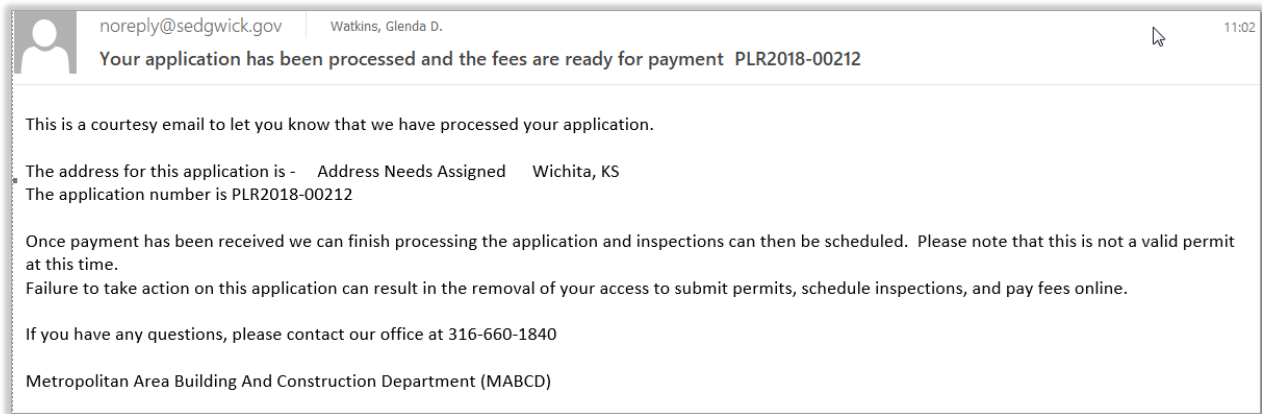 noreply@sedgwick.gov Watkins, Glenda D. 11:02
Your application has been processed and the fees are ready for payment PLR2018-00212
This is a courtesy email to let you know that we have processed your application.
The address for this application is - Address Needs Assigned Wichita, KS
The application number is PLR2018-00212
Once payment has been received we can finish processing the application and inspections can then be scheduled. Please note that this is not a valid permit
at this time.
Failure to take action on this application can result in the removal of your access to submit permits, schedule inspections, and pay fees online.
If you have any questions, please contact our office at 316-660-1840
Metropolitan Area Building And Construction Department (MABCD)